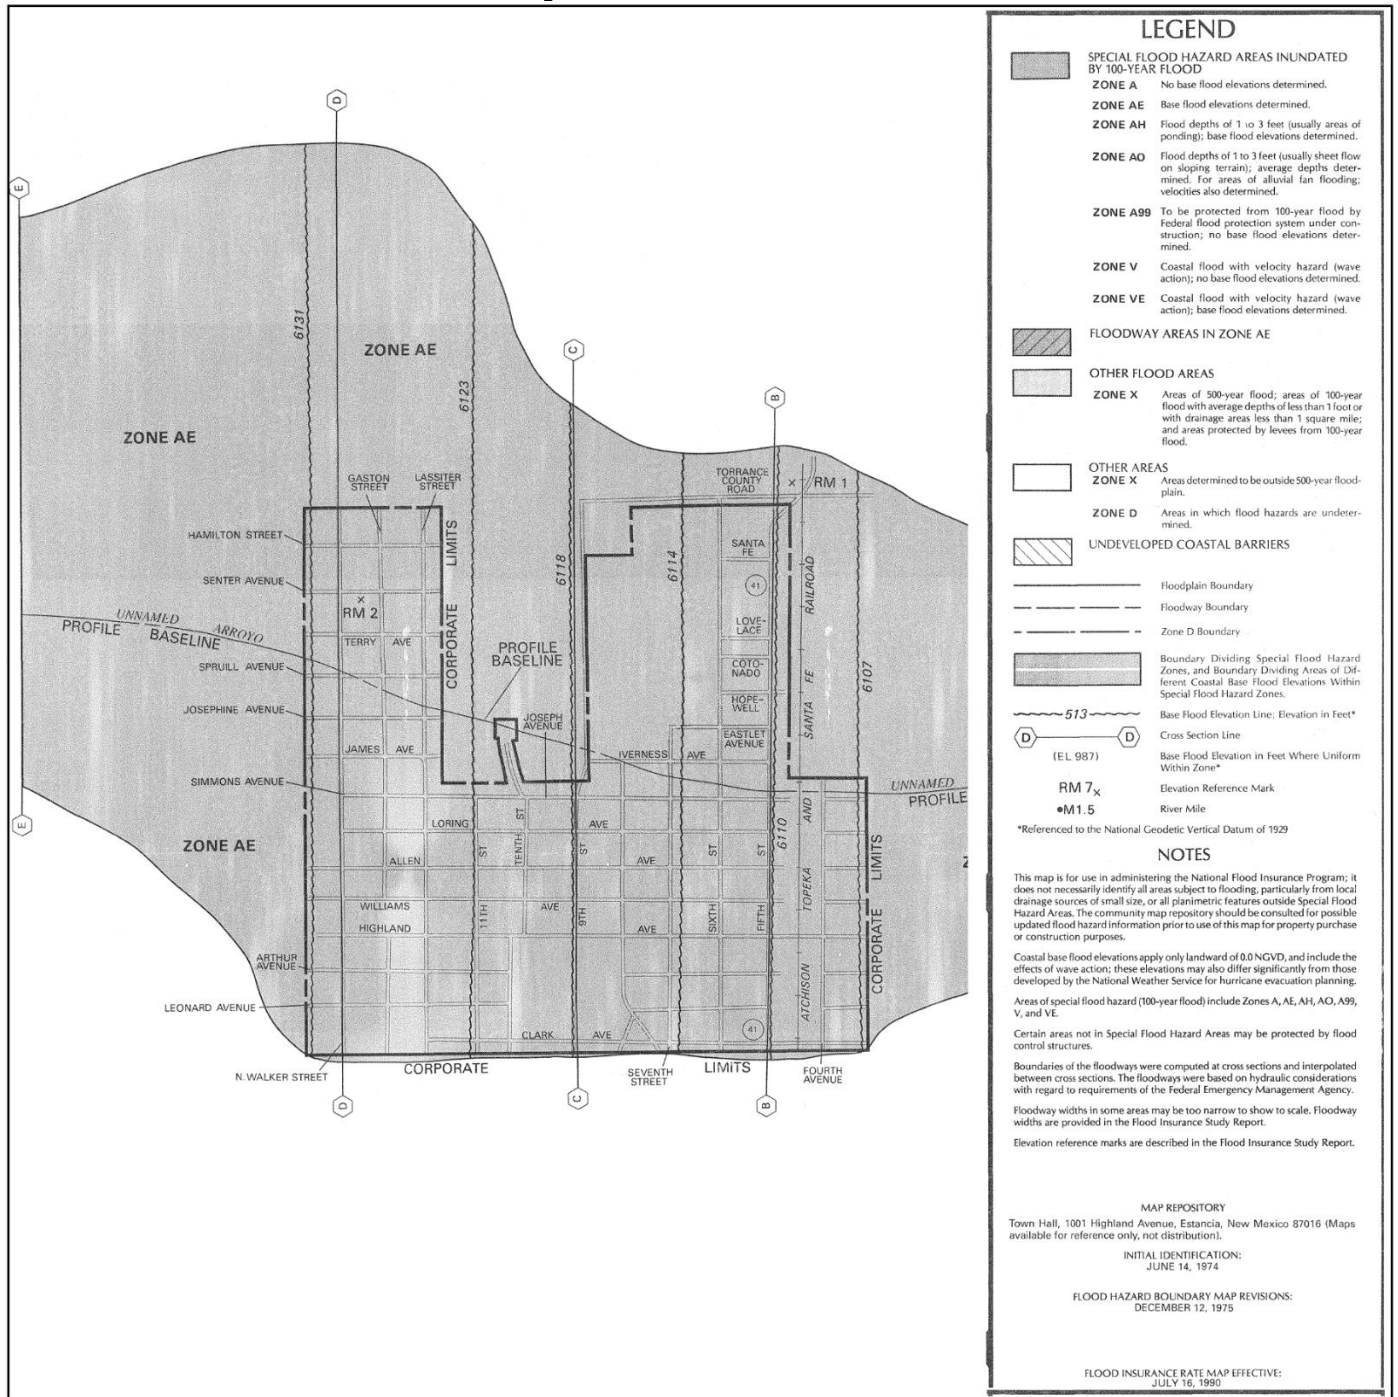 D
E
6131
ZONE AE
6123
C
ZONE AE
B
GASTON
STREET
LASSITER
STREET
TORRANCE
COUNTY
ROAD
RM 1
HAMILTON STREET
LIMITS
SANTA
FE
6118
6114
41
SENTER AVENUE
RM 2
RAILROAD
UNNAMED ARROYO
PROFILE BASELINE
LOVE-
LACE
TERRY AVE
CORPORATE
PROFILE
BASELINE
COTO-
NADO
SPRUILL AVENUE
SANTA FE
6107
HOPE-
WELL
JOSEPHINE AVENUE
JOSEPH
AVENUE
EASTLET
AVENUE
JAMES AVE
IVERNESS AVE
SIMMONS AVENUE
UNNAMED
PROFILE
LORING AVE
TENTH ST
AND
6110
ZONE AE
E
ALLEN AVE
ST
ST
ST
ST
LIMITS
WILLIAMS AVE
TOPEKA
HIGHLAND AVE
11TH
9TH
SIXTH
FIFTH
CORPORATE
ARTHUR
AVENUE
ATCHISON
LEONARD AVENUE
CLARK AVE
41
N. WALKER STREET
CORPORATE LIMITS
SEVENTH
STREET
FOURTH
AVENUE
D
C
B
LEGEND
SPECIAL FLOOD HAZARD AREAS INUNDATED
BY 100-YEAR FLOOD
ZONE A No base flood elevations determined.
ZONE AE Base flood elevations determined.
ZONE AH Flood depths of 1 to 3 feet (usually areas of
ponding); base flood elevations determined.
ZONE AO Flood depths of 1 to 3 feet (usually sheet flow
on sloping terrain); average depths deter-
mined. For areas of alluvial fan flooding;
velocities also determined.
ZONE A99 To be protected from 100-year flood by
Federal flood protection system under con-
struction; no base flood elevations deter-
mined.
ZONE V Coastal flood with velocity hazard (wave
action); no base flood elevations determined.
ZONE VE Coastal flood with velocity hazard (wave
action); base flood elevations determined.
FLOODWAY AREAS IN ZONE AE
OTHER FLOOD AREAS
ZONE X Areas of 500-year flood; areas of 100-year
flood with average depths of less than 1 foot or
with drainage areas less than 1 square mile;
and areas protected by levees from 100-year
flood.
OTHER AREAS
ZONE X Areas determined to be outside 500-year flood-
plain.
ZONE D Areas in which flood hazards are undeter-
mined.
UNDEVELOPED COASTAL BARRIERS
Floodplain Boundary
Floodway Boundary
Zone D Boundary
Boundary Dividing Special Flood Hazard
Zones, and Boundary Dividing Areas of Dif-
ferent Coastal Base Flood Elevations Within
Special Flood Hazard Zones.
513 Base Flood Elevation Line; Elevation in Feet*
D D Cross Section Line
(EL 987) Base Flood Elevation in Feet Where Uniform
Within Zone*
RM 7x Elevation Reference Mark
•M1.5 River Mile
*Referenced to the National Geodetic Vertical Datum of 1929
NOTES
This map is for use in administering the National Flood Insurance Program; it
does not necessarily identify all areas subject to flooding, particularly from local
drainage sources of small size, or all planimetric features outside Special Flood
Hazard Areas. The community map repository should be consulted for possible
updated flood hazard information prior to use of this map for property purchase
or construction purposes.
Coastal base flood elevations apply only landward of 0.0 NGVD, and include the
effects of wave action; these elevations may also differ significantly from those
developed by the National Weather Service for hurricane evacuation planning.
Areas of special flood hazard (100-year flood) include Zones A, AE, AH, AO, A99,
V, and VE.
Certain areas not in Special Flood Hazard Areas may be protected by flood
control structures.
Boundaries of the floodways were computed at cross sections and interpolated
between cross sections. The floodways were based on hydraulic considerations
with regard to requirements of the Federal Emergency Management Agency.
Floodway widths in some areas may be too narrow to show to scale. Floodway
widths are provided in the Flood Insurance Study Report.
Elevation reference marks are described in the Flood Insurance Study Report.
MAP REPOSITORY
Town Hall, 1001 Highland Avenue, Estancia, New Mexico 87016 (Maps
available for reference only, not distribution).
INITIAL IDENTIFICATION:
JUNE 14, 1974
FLOOD HAZARD BOUNDARY MAP REVISIONS:
DECEMBER 12, 1975
FLOOD INSURANCE RATE MAP EFFECTIVE:
JULY 16, 1990